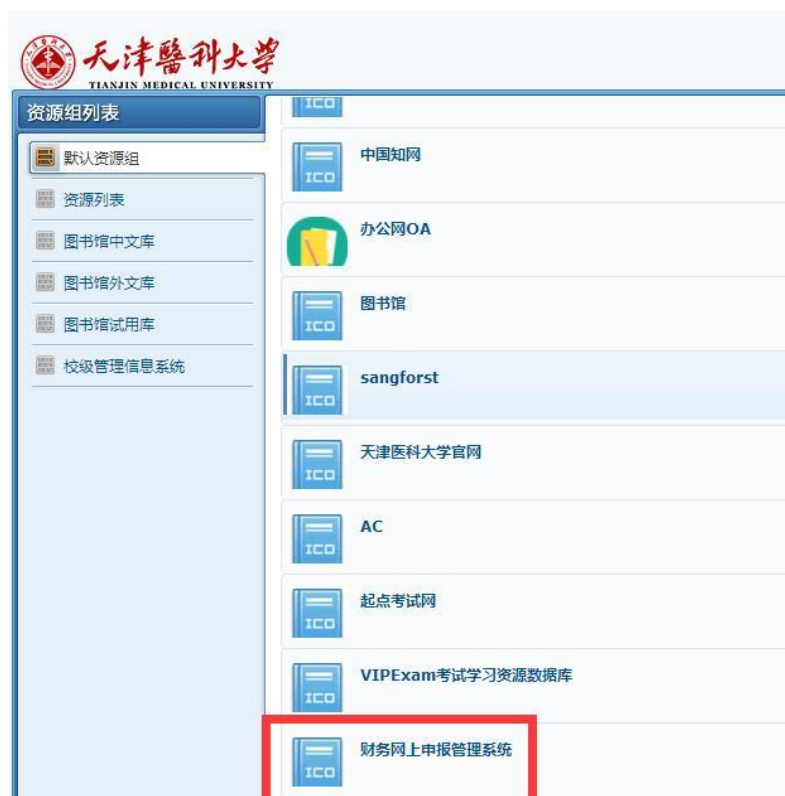 天津醫科大学
TIANJIN MEDICAL UNIVERSITY
资源组列表
默认资源组
资源列表
图书馆中文库
图书馆外文库
图书馆试用库
校级管理信息系统
ICO
中国知网
ICO
办公网OA
图书馆
ICO
sangforst
ICO
天津医科大学官网
ICO
AC
ICO
起点考试网
ICO
VIPExam考试学习资源数据库
ICO
财务网上申报管理系统
ICO